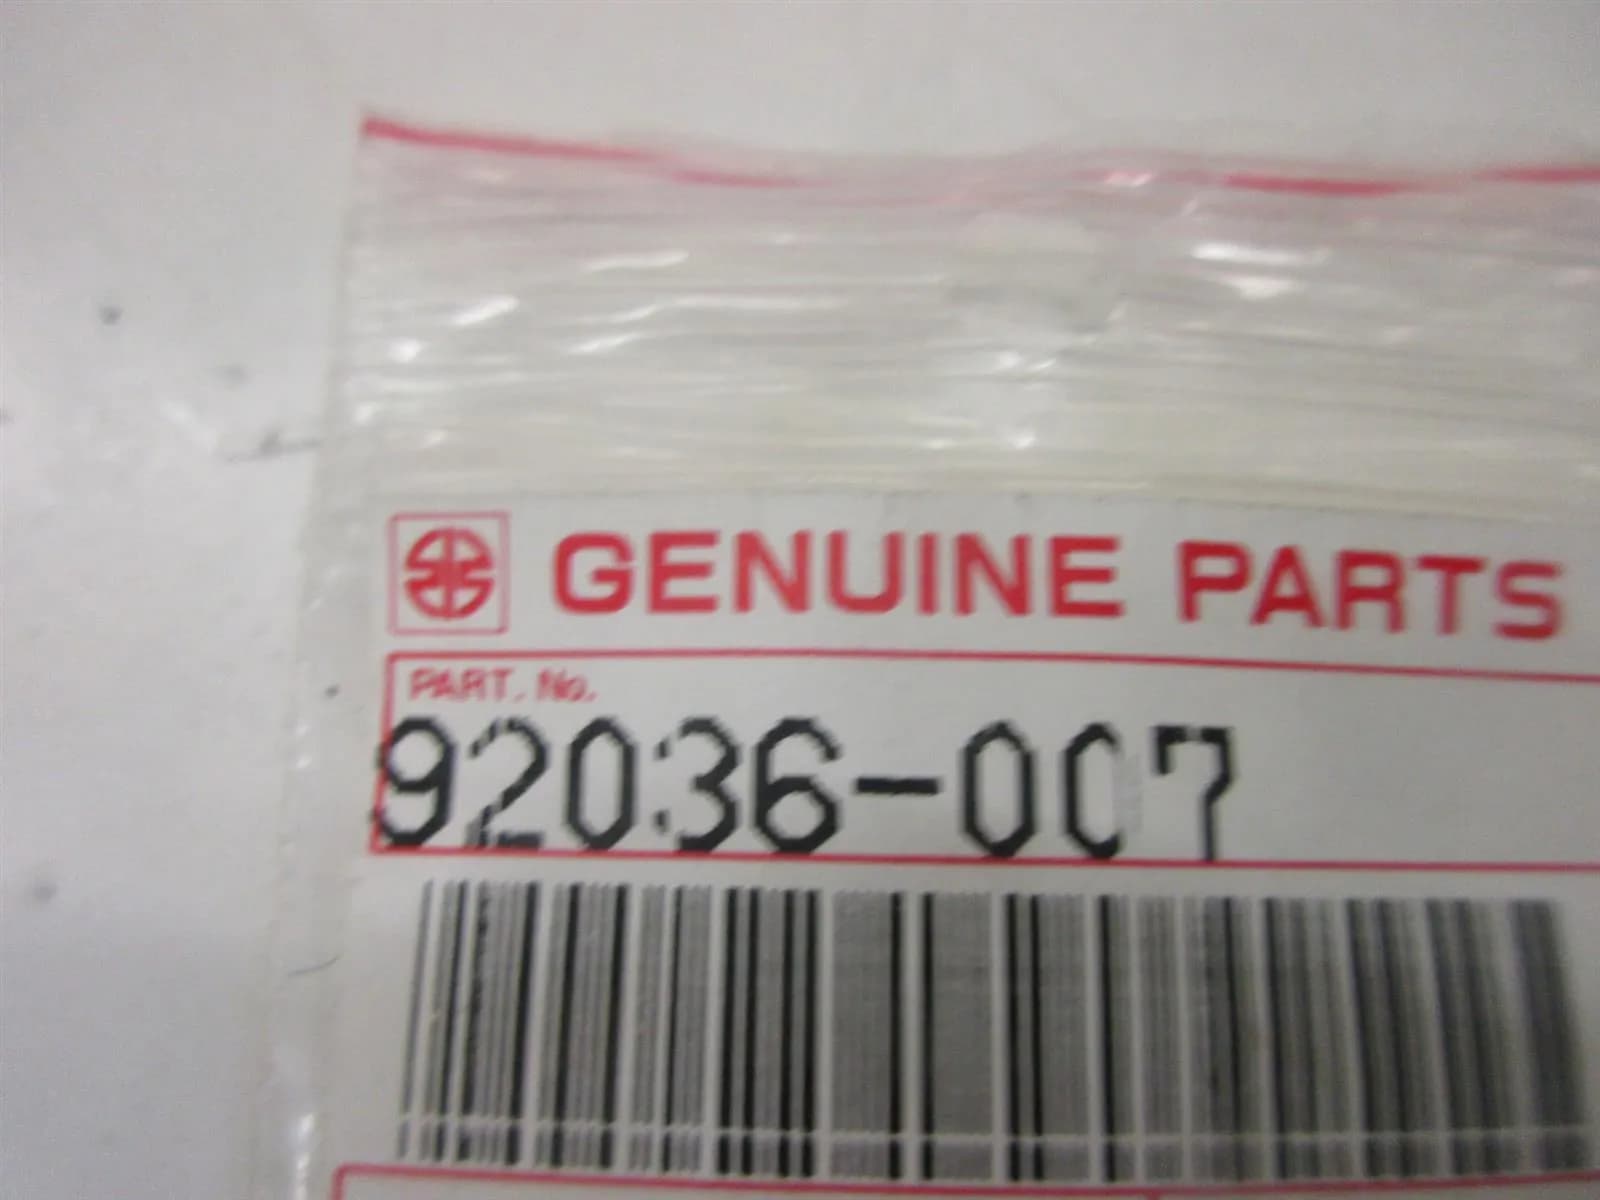 GENUINE PARTS
PART. No.
92036-007